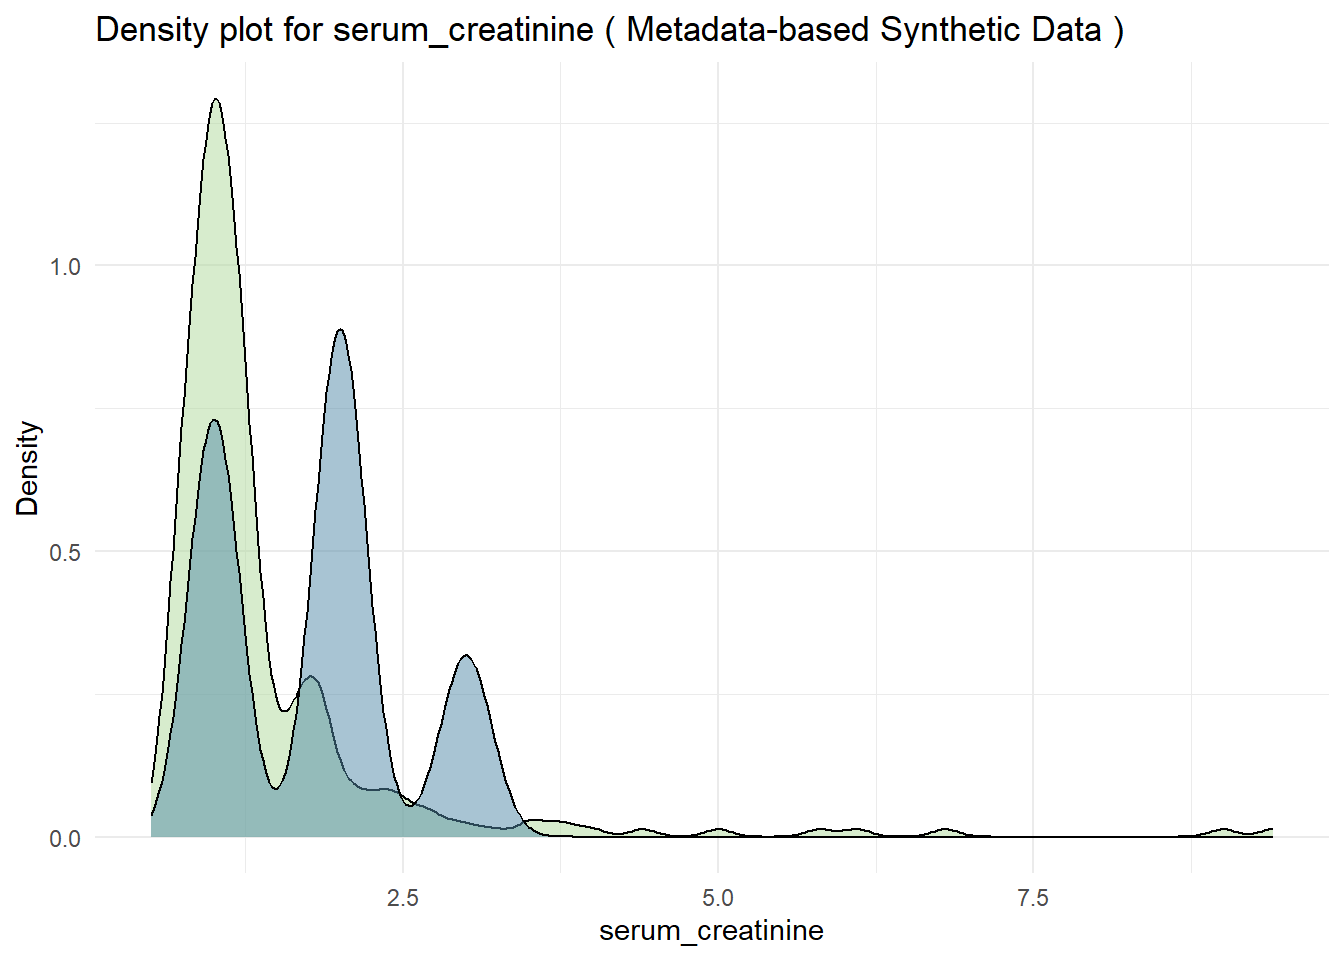 Density plot for serum_creatinine ( Metadata-based Synthetic Data )
1.0
0.5
0.0
Density
2.5 5.0 7.5
serum_creatinine